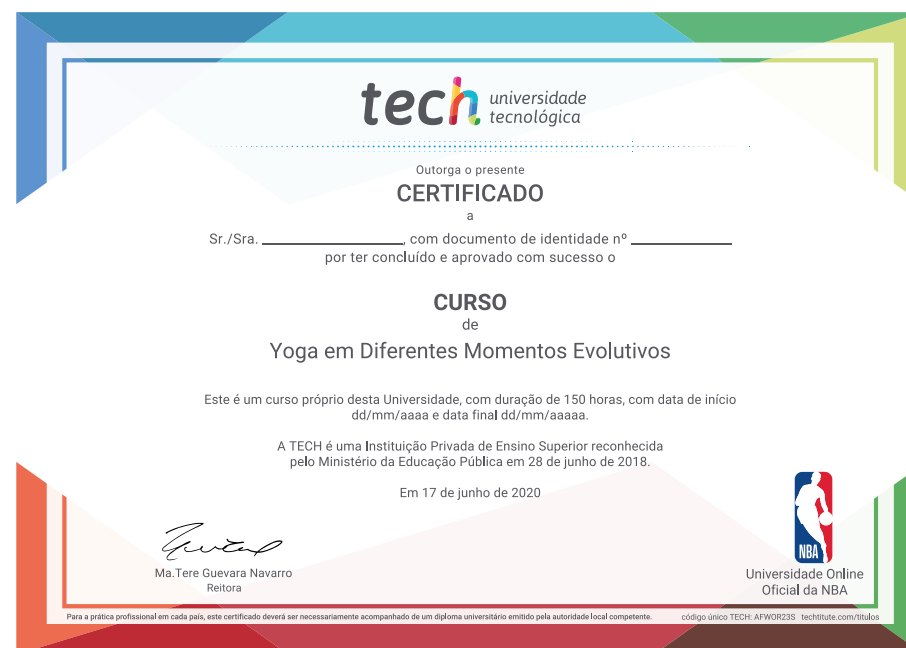 tech universidade
tecnológica
Outorga o presente
CERTIFICADO
a
Sr./Sra. ________________, com documento de identidade nº ____________
por ter concluído e aprovado com sucesso o
CURSO
de
Yoga em Diferentes Momentos Evolutivos
Este é um curso próprio desta Universidade, com duração de 150 horas, com data de início
dd/mm/aaaa e data final dd/mm/aaaaa.
A TECH é uma Instituição Privada de Ensino Superior reconhecida
pelo Ministério da Educação Pública em 28 de junho de 2018.
Em 17 de junho de 2020
Ma.Tere Guevara Navarro
Reitora
NBA
Universidade Online
Oficial da NBA
Para a prática profissional em cada país, este certificado deverá ser necessariamente acompanhado de um diploma universitário emitido pela autoridade local competente. código único TECH: AFWOR23S techtitute.com/titulos